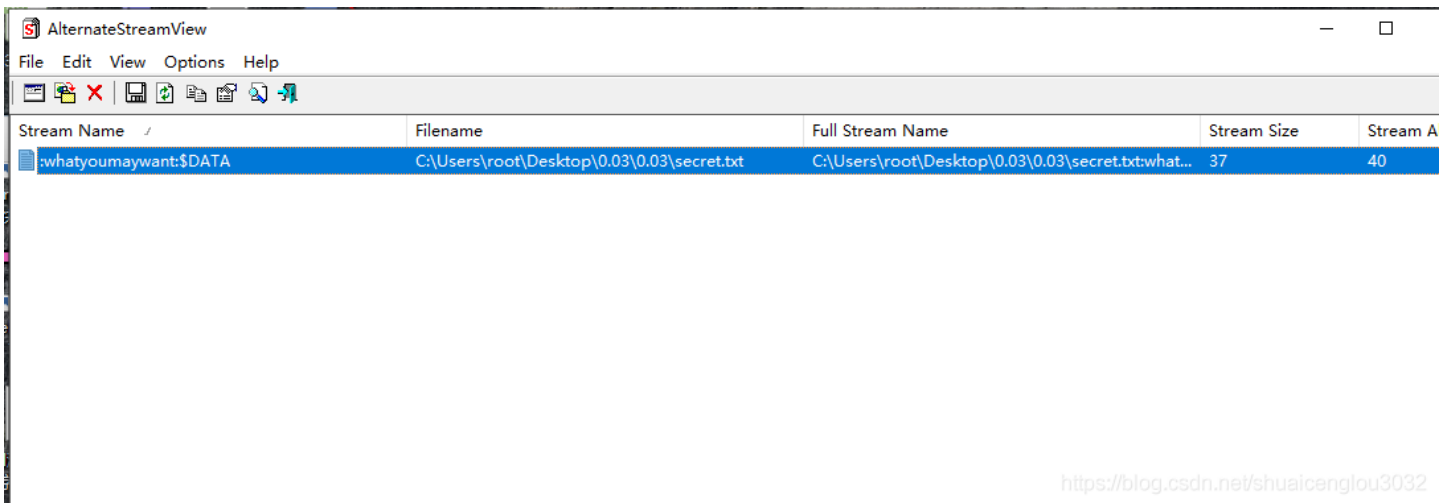 AlternateStreamView
File Edit View Options Help
Stream Name Filename Full Stream Name Stream Size Stream A
:whatyoumaywant:$DATA C:\Users\root\Desktop\0.03\0.03\secret.txt C:\Users\root\Desktop\0.03\0.03\secret.txt:what... 37 40
https://blog.csdn.net/shuaicenglou3032